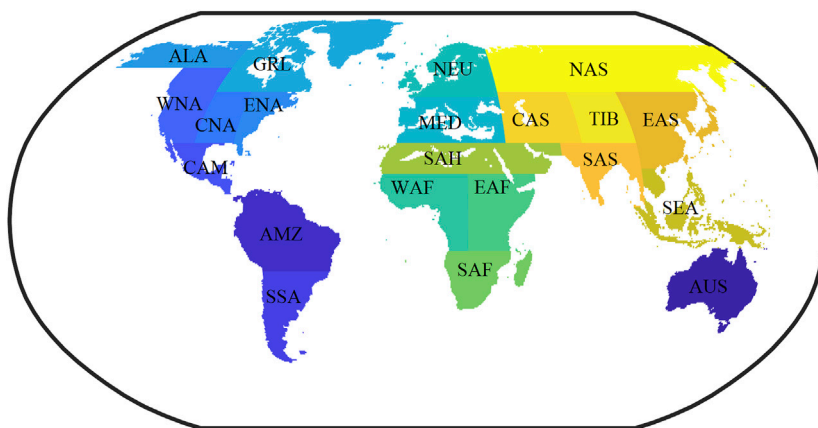 ALA
GRL
NEU
NAS
WNA
ENA
CNA
MED
CAS
TIB
EAS
CAM
SAH
SAS
WAF
EAF
SEA
AMZ
SAF
SSA
AUS